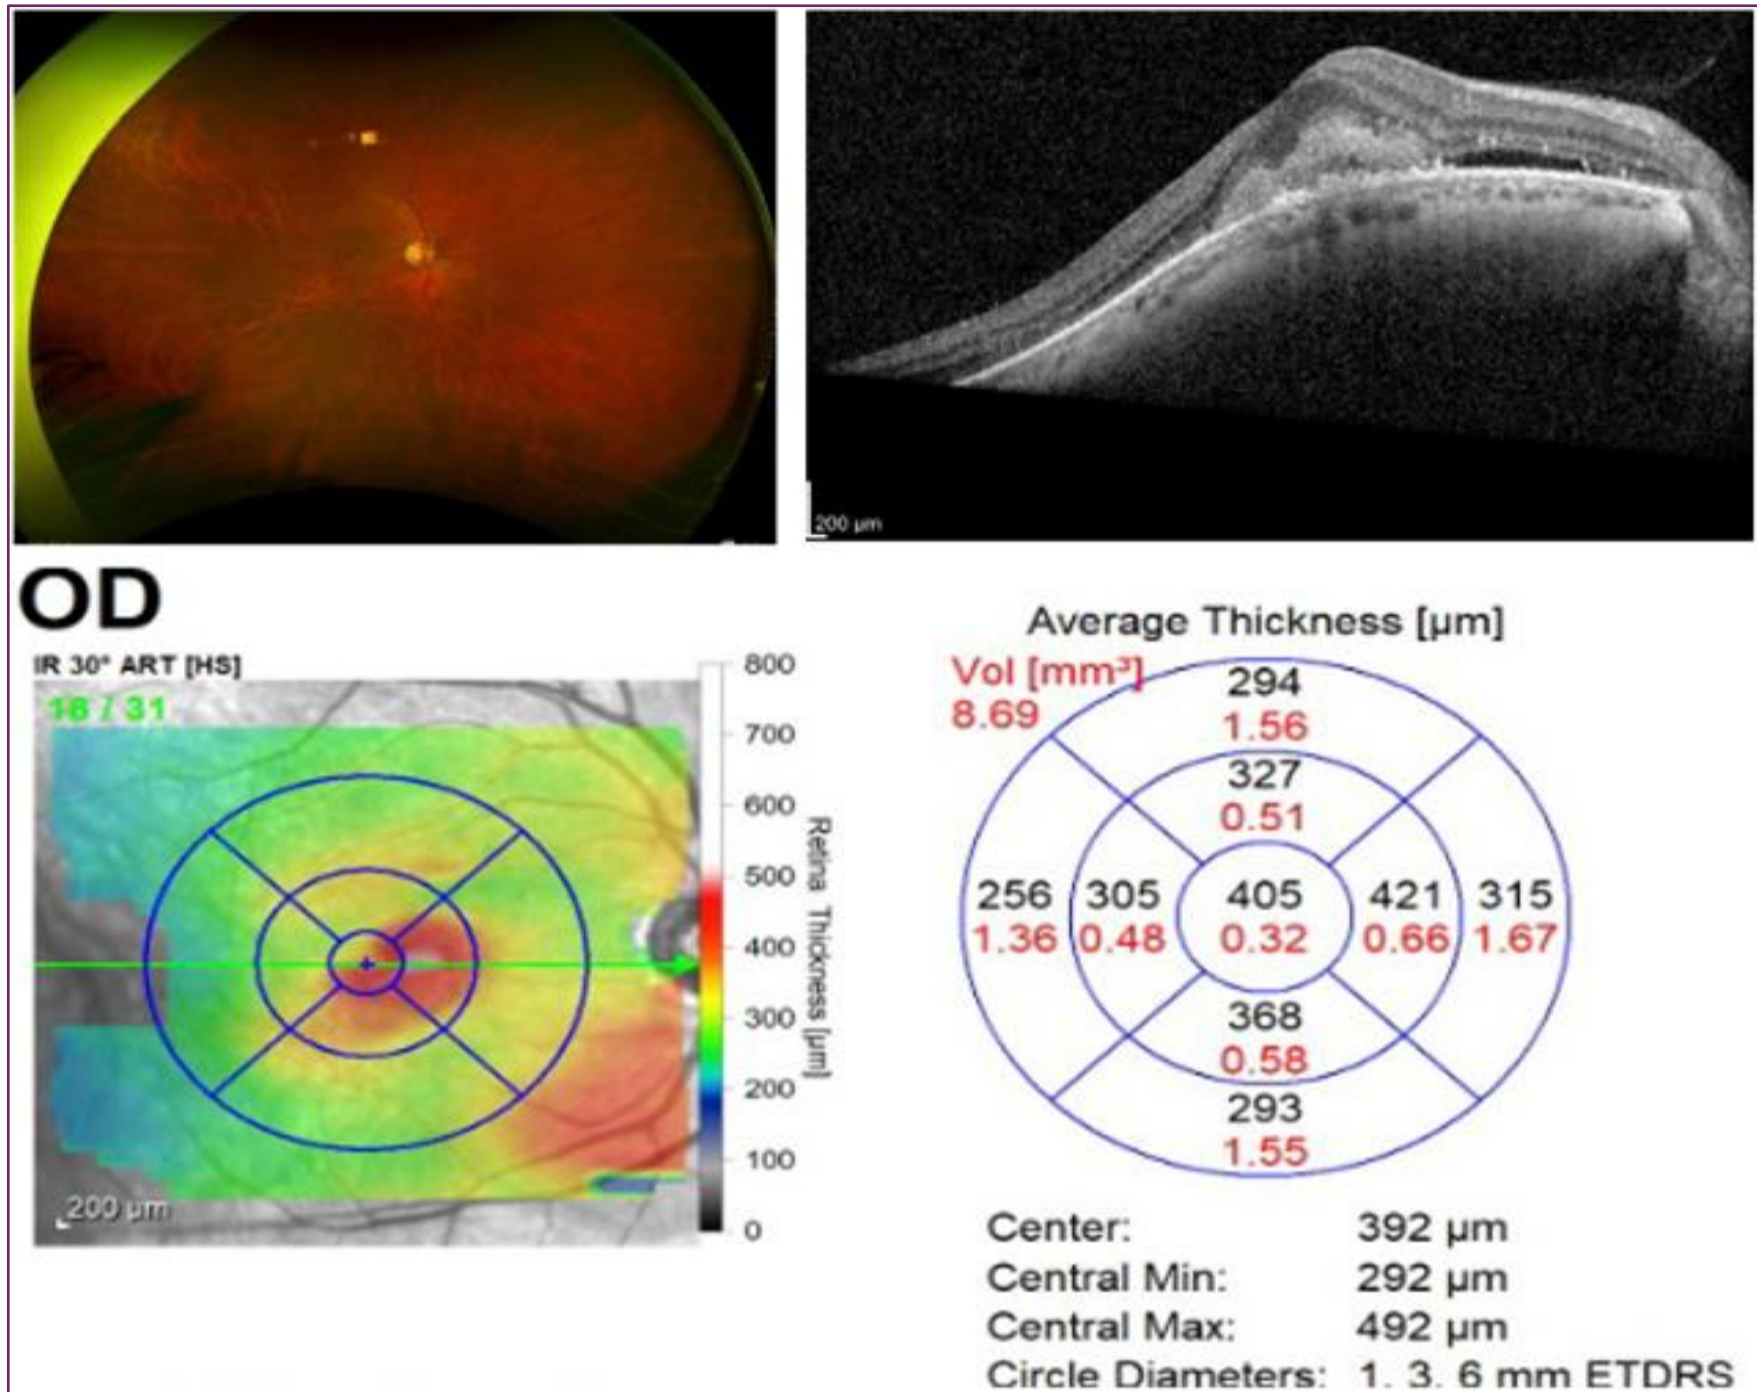 200 µm
OD
IR 30° ART [HS]
18 / 31
800
700
600
500
400
300
200
100
0
Retina Thickness [µm]
200 µm
Average Thickness [µm]
Vol [mm³]
8.69
294
1.56
327
0.51
256 305 405 421 315
1.36 0.48 0.32 0.66 1.67
368
0.58
293
1.55
Center: 392 µm
Central Min: 292 µm
Central Max: 492 µm
Circle Diameters: 1, 3, 6 mm ETDRS